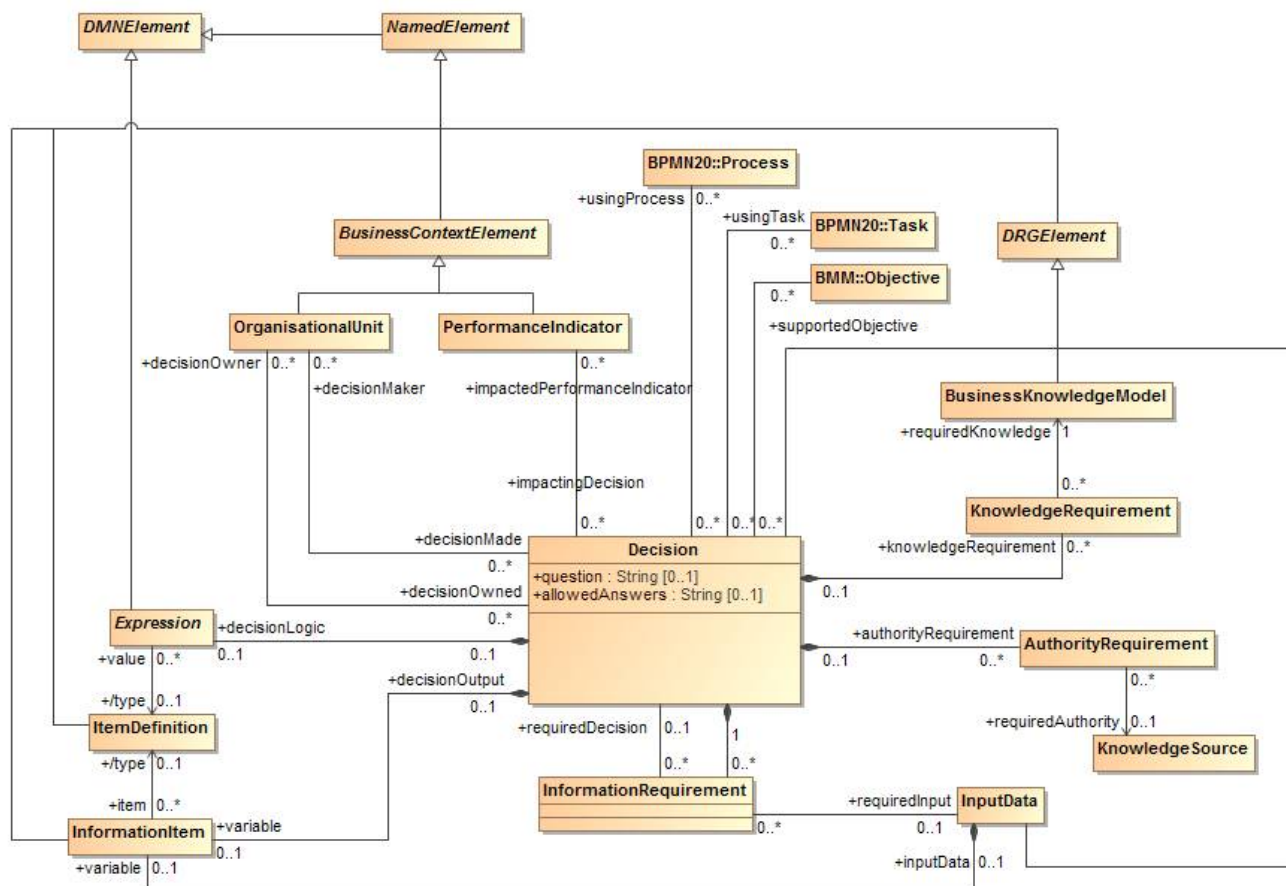 DMNElement
NamedElement
BPMN20::Process
+usingProcess 0..*
+usingTask
BPMN20::Task
0..*
BusinessContextElement
DRGElement
BMM::Objective
0..*
+supportedObjective
OrganisationalUnit
PerformanceIndicator
+decisionOwner 0..* 0..*
0..*
+decisionMaker
+impactedPerformanceIndicator
BusinessKnowledgeModel
+requiredKnowledge 1
+impactingDecision
0..*
KnowledgeRequirement
0..* 0..* 0..* 0..*
+decisionMade
0..*
Decision
+knowledgeRequirement 0..*
+question : String [0..1]
+allowedAnswers : String [0..1]
0..1
+decisionOwned
0..*
Expression
+decisionLogic
0..1 0..1
+authorityRequirement
0..1 0..*
AuthorityRequirement
+value 0..*
+decisionOutput
0..1
0..*
+/type 0..1
+requiredAuthority 0..1
ItemDefinition
+requiredDecision 0..1 1
KnowledgeSource
+/type 0..1
0..* 0..*
InformationRequirement
+requiredInput
InputData
+item 0..*
0..* 0..1
InformationItem
+variable
0..1
+variable 0..1
+inputData 0..1